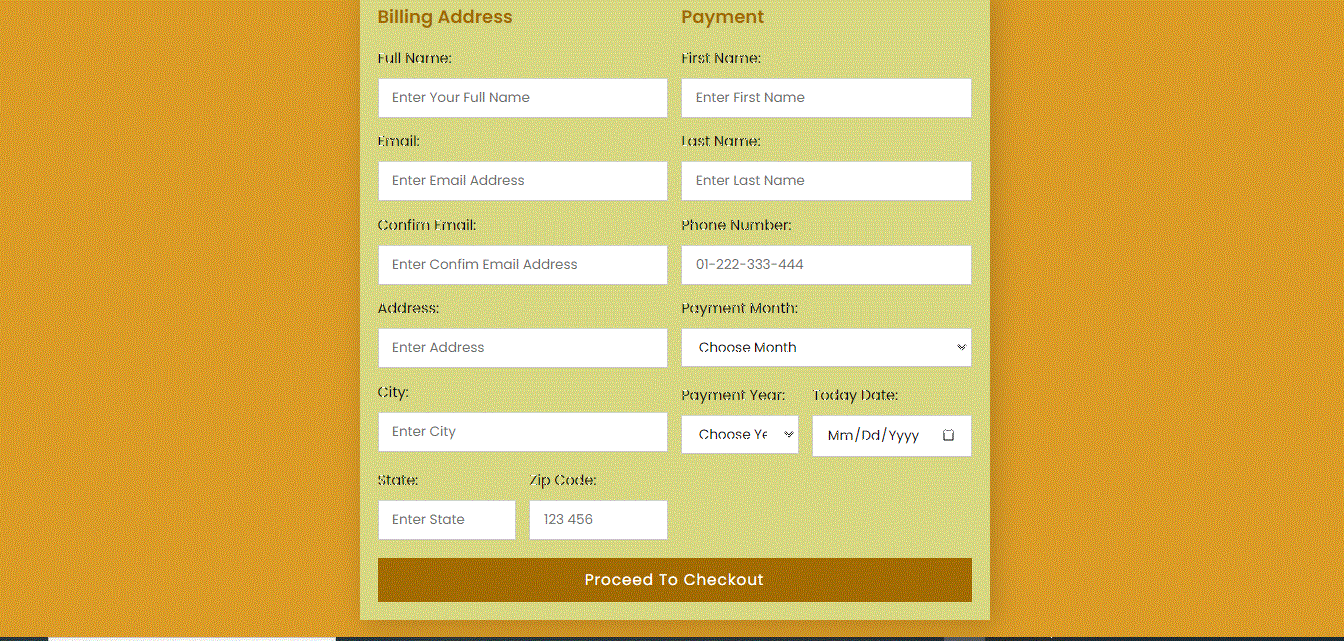 Billing Address
Full Name:
Enter Your Full Name
Email:
Enter Email Address
Confim Email:
Enter Confim Email Address
Address:
Enter Address
City:
Enter City
State:
Enter State
Zip Code:
123 456
Payment
First Name:
Enter First Name
Last Name:
Enter Last Name
Phone Number:
01-222-333-444
Payment Month:
Choose Month
Payment Year:
Choose Ye
Today Date:
Mm/Dd/Yyyy
Proceed To Checkout